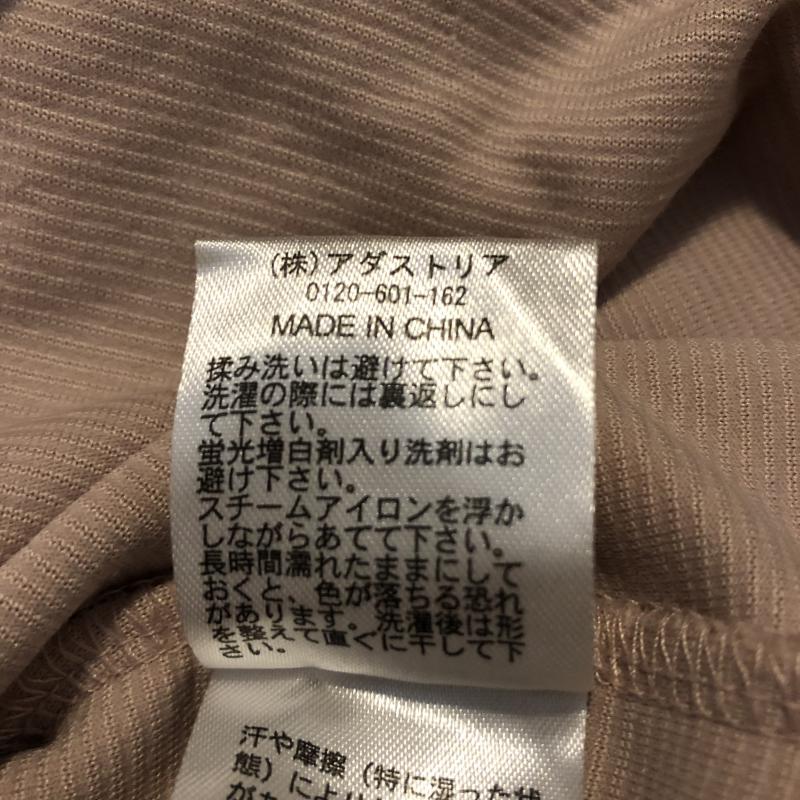 (株)アダストリア
0120-601-162
MADE IN CHINA
揉み洗いは避けて下さい。
洗濯の際には裏返しにし
て下さい。
蛍光増白剤入り洗剤はお
避け下さい。
スチームアイロンを浮か
しながらあてて下さい。
長時間濡れたままにして
おくと、色が落ちる恐れ
があります。洗濯後は形
を整えて直ぐに干して下
さい。
汗や摩擦(特に湿った状
態)により